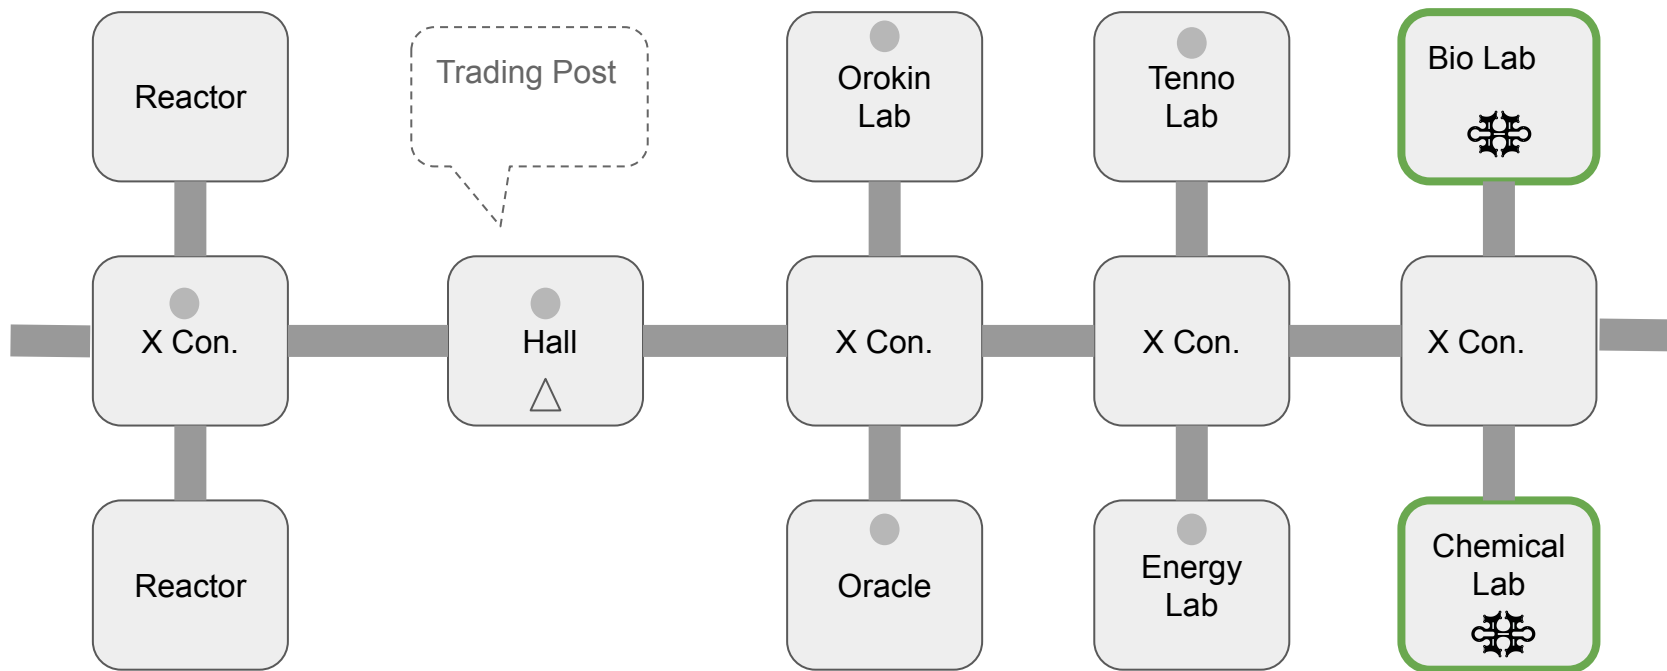 Reactor
Trading Post
Orokin
Lab
Tenno
Lab
Bio Lab
X Con.
Hall
X Con.
X Con.
X Con.
Reactor
Oracle
Energy
Lab
Chemical
Lab